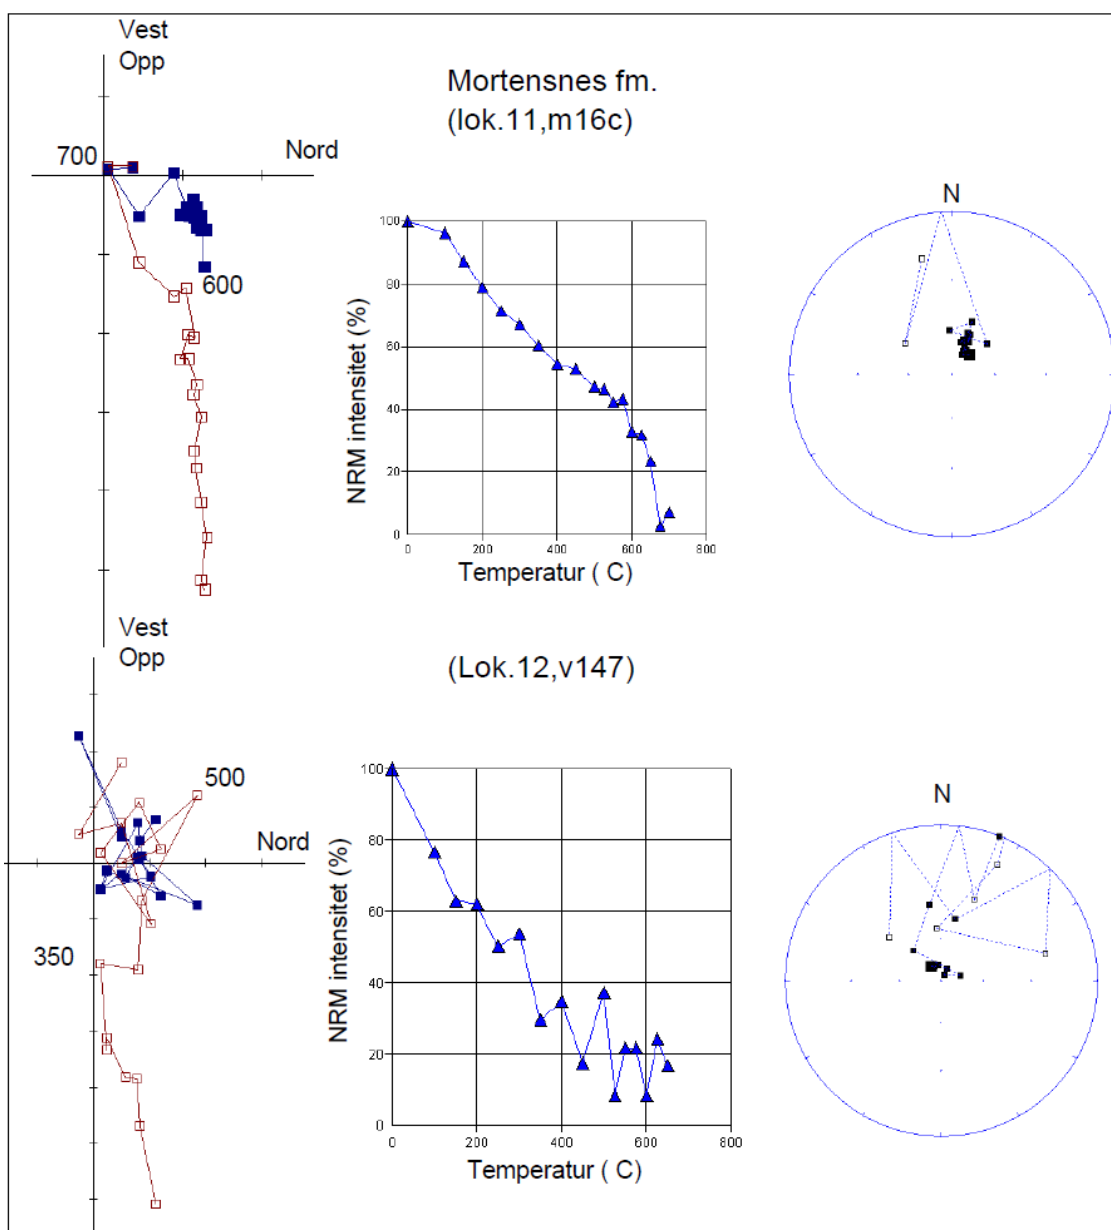 Vest
Opp
Mortensnes fm.
(lok.11,m16c)
700
Nord
600
NRM intensitet (%)
100
80
60
40
20
0
0 200 400 600 800
Temperatur ( C)
N
Vest
Opp
(Lok.12,v147)
500
Nord
350
NRM intensitet (%)
100
80
60
40
20
0
0 200 400 600 800
Temperatur ( C)
N